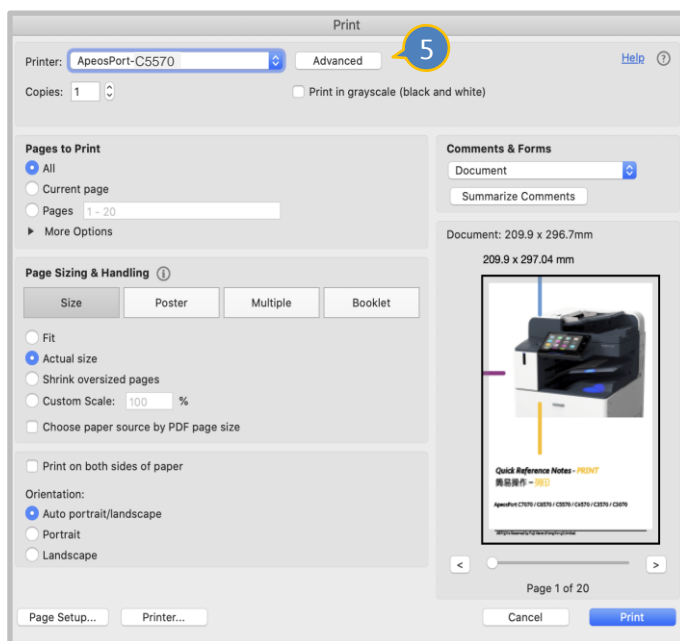 Print
Printer: ApeosPort-C5570 Advanced 5 Help ?
Copies: 1 Print in grayscale (black and white)
Pages to Print
All
Current page
Pages 1 - 20
More Options
Comments & Forms
Document
Summarize Comments
Page Sizing & Handling i
Size Poster Multiple Booklet
Fit
Actual size
Shrink oversized pages
Custom Scale: 100 %
Choose paper source by PDF page size
Print on both sides of paper
Orientation:
Auto portrait/landscape
Portrait
Landscape
Document: 209.9 x 296.7mm
209.9 x 297.04 mm
Quick Reference Notes - PRINT
簡易操作 - 列印
ApeosPort C7070 / C6570 / C5570 / C4570 / C3570 / C3070
< >
Page 1 of 20
Page Setup... Printer... Cancel Print